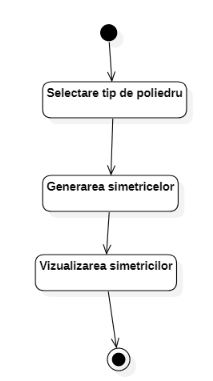 Selectare tip de poliedru
Generarea simetricelor
Vizualizarea simetricilor